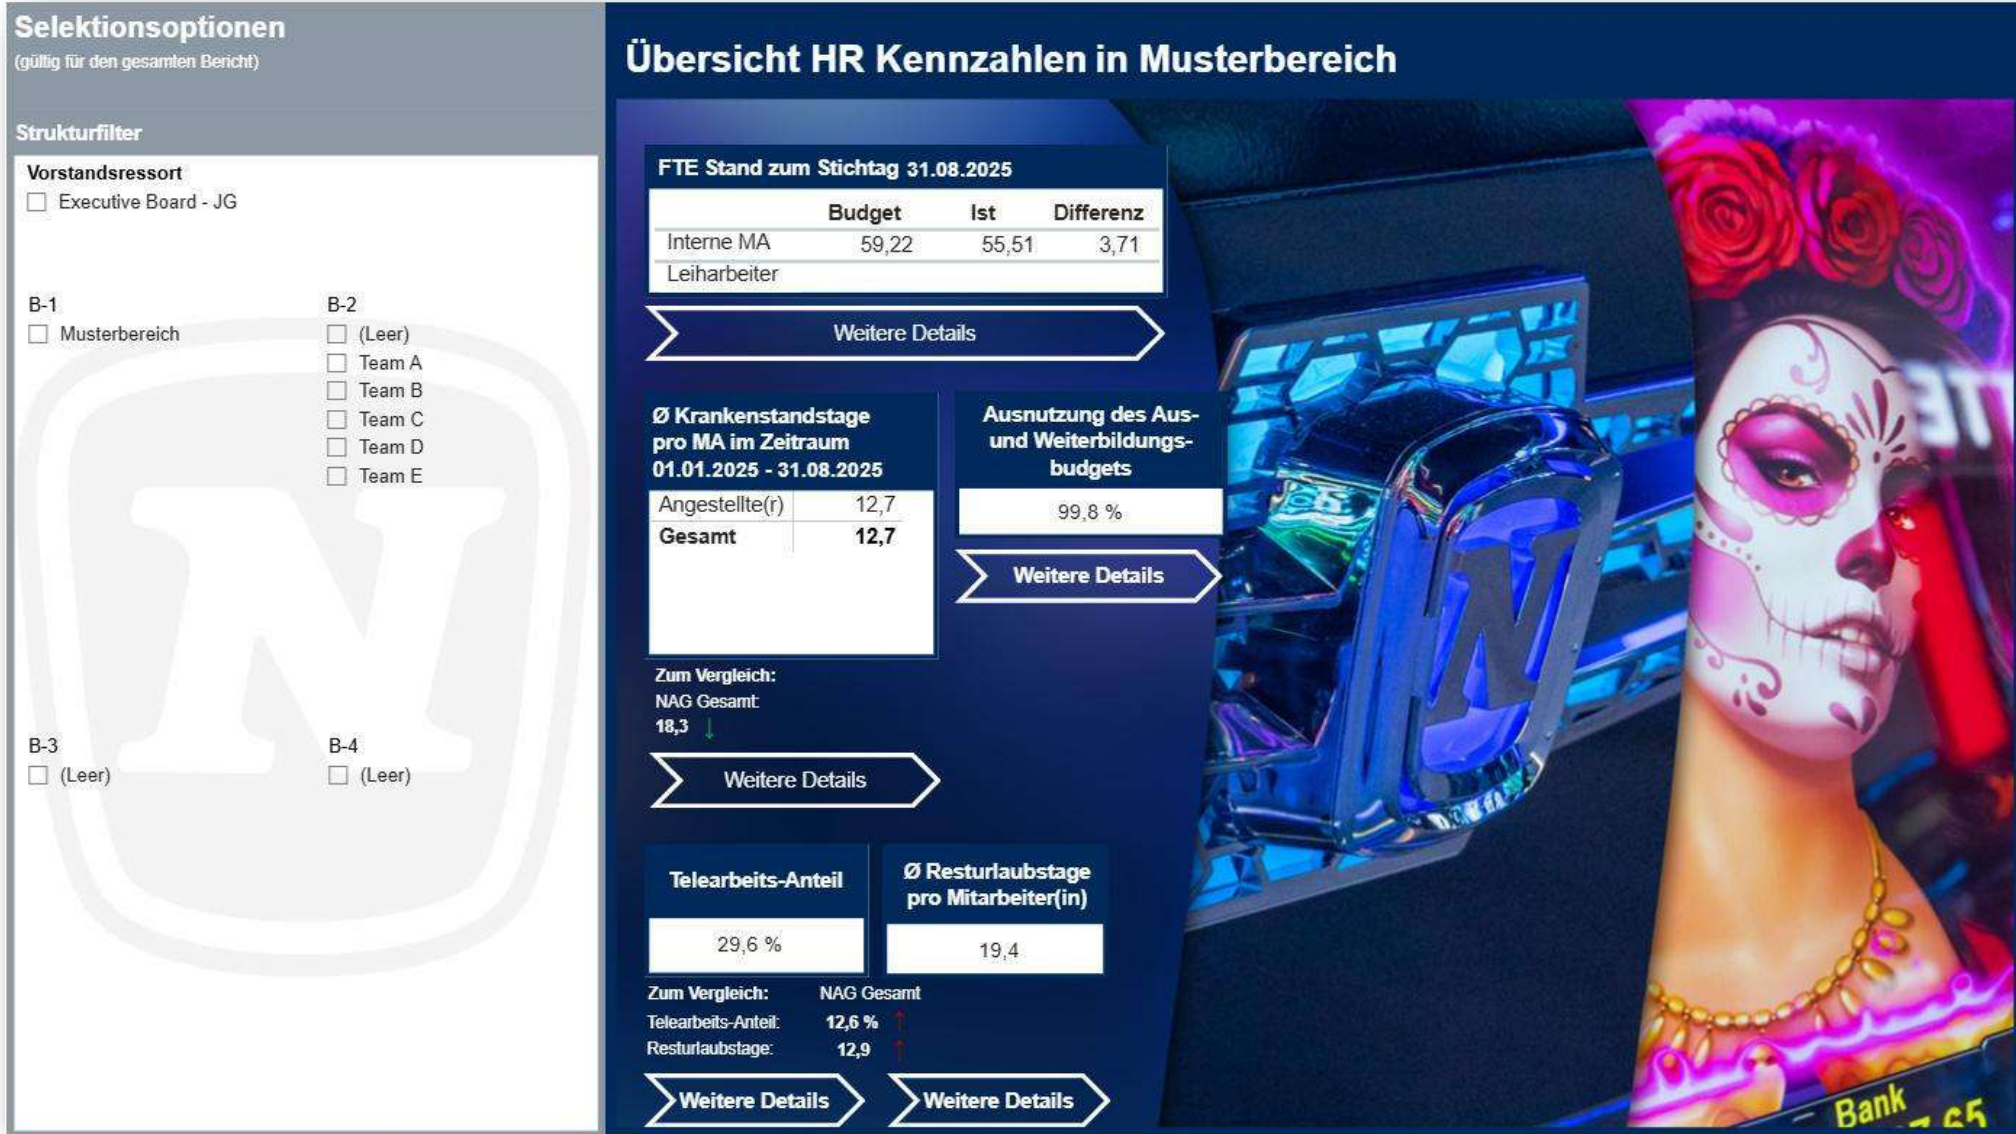 Selektionsoptionen
(gültig für den gesamten Bericht)
Strukturfilter
Vorstandsressort
Executive Board - JG
B-1
Musterbereich
B-2
(Leer)
Team A
Team B
Team C
Team D
Team E
B-3
(Leer)
B-4
(Leer)
N
Übersicht HR Kennzahlen in Musterbereich
FTE Stand zum Stichtag 31.08.2025
Budget Ist Differenz
Interne MA 59,22 55,51 3,71
Leiharbeiter
Weitere Details
Ø Krankenstandstage
pro MA im Zeitraum
01.01.2025 - 31.08.2025
Angestellte(r) 12,7
Gesamt 12,7
Zum Vergleich:
NAG Gesamt:
18,3 ↓
Weitere Details
Ausnutzung des Aus-
und Weiterbildungs-
budgets
99,8 %
Weitere Details
Telearbeits-Anteil
29,6 %
Ø Resturlaubstage
pro Mitarbeiter(in)
19,4
Zum Vergleich: NAG Gesamt
Telearbeits-Anteil: 12,6 % ↑
Resturlaubstage: 12,9 ↑
Weitere Details
Weitere Details
N
Bank